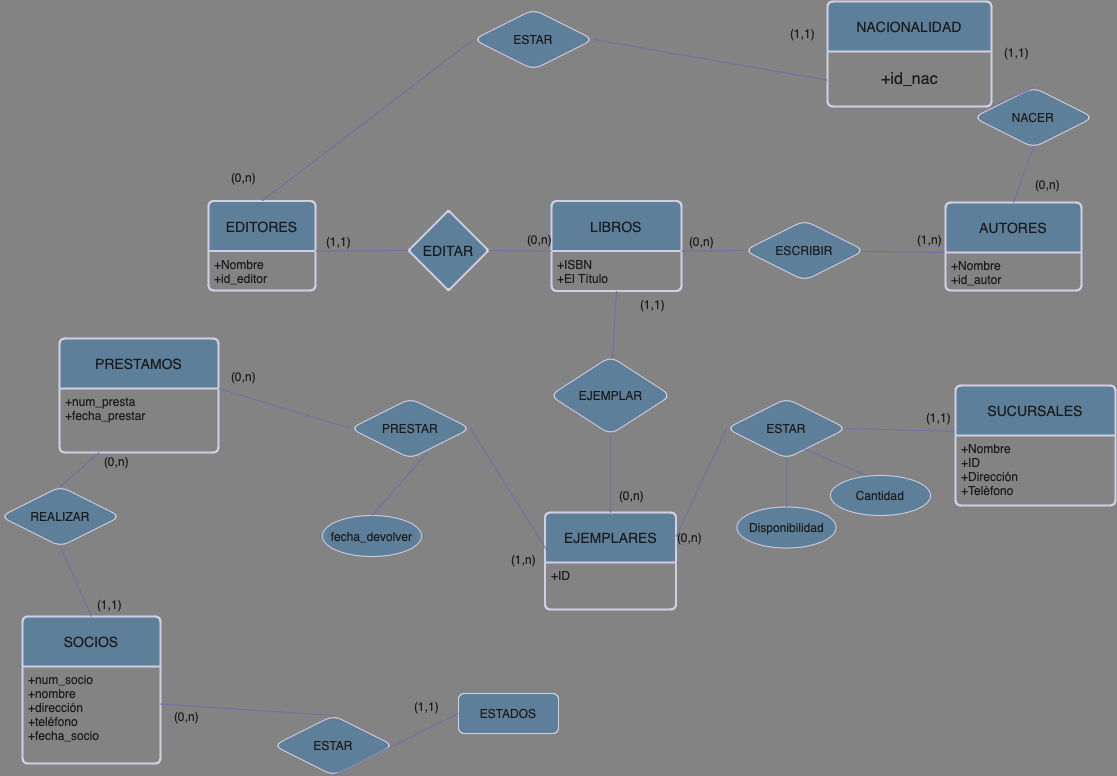 NACIONALIDAD
(1,1)
ESTAR
(1,1)
+id_nac
NACER
(0,n)
(0,n)
EDITORES
LIBROS
AUTORES
(1,1)
EDITAR
(0,n)
(0,n)
ESCRIBIR
(1,n)
+Nombre
+id_editor
+ISBN
+El Título
+Nombre
+id_autor
(1,1)
PRESTAMOS
(0,n)
EJEMPLAR
+num_presta
+fecha_prestar
SUCURSALES
(1,1)
PRESTAR
ESTAR
+Nombre
+ID
+Dirección
+Telèfono
(0,n)
(0,n)
Cantidad
REALIZAR
Disponibilidad
fecha_devolver
EJEMPLARES
(0,n)
(1,n)
+ID
(1,1)
SOCIOS
+num_socio
+nombre
+dirección
+teléfono
+fecha_socio
(0,n)
(1,1)
ESTADOS
ESTAR